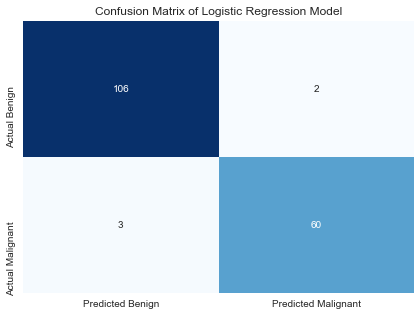 Confusion Matrix of Logistic Regression Model
Actual Benign
106
2
Actual Malignant
3
60
Predicted Benign
Predicted Malignant